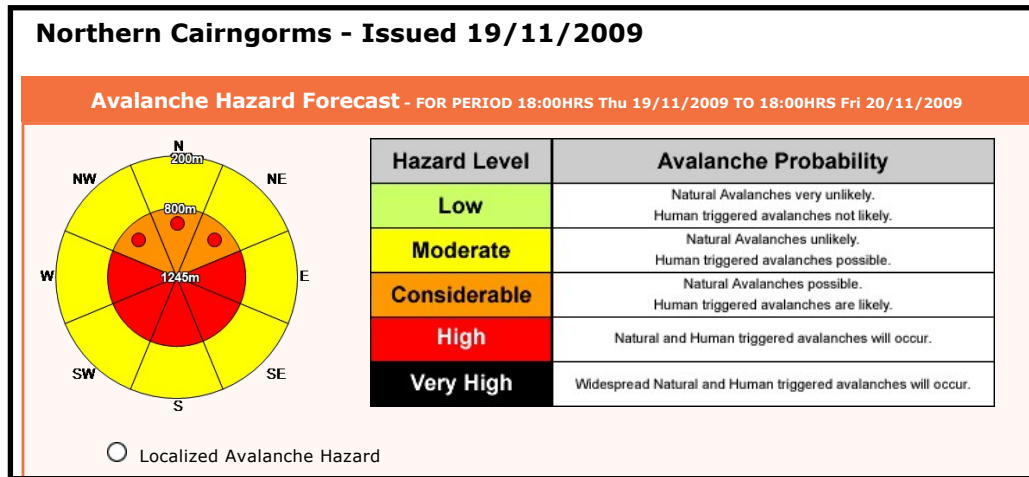 Northern Cairngorms - Issued 19/11/2009
Avalanche Hazard Forecast - FOR PERIOD 18:00HRS Thu 19/11/2009 TO 18:00HRS Fri 20/11/2009
N
200m
NW
NE
800m
W
1245m
E
SW
SE
S
Hazard Level
Avalanche Probability
Low
Natural Avalanches very unlikely.
Human triggered avalanches not likely.
Moderate
Natural Avalanches unlikely.
Human triggered avalanches possible.
Considerable
Natural Avalanches possible.
Human triggered avalanches are likely.
High
Natural and Human triggered avalanches will occur.
Very High
Widespread Natural and Human triggered avalanches will occur.
Localized Avalanche Hazard